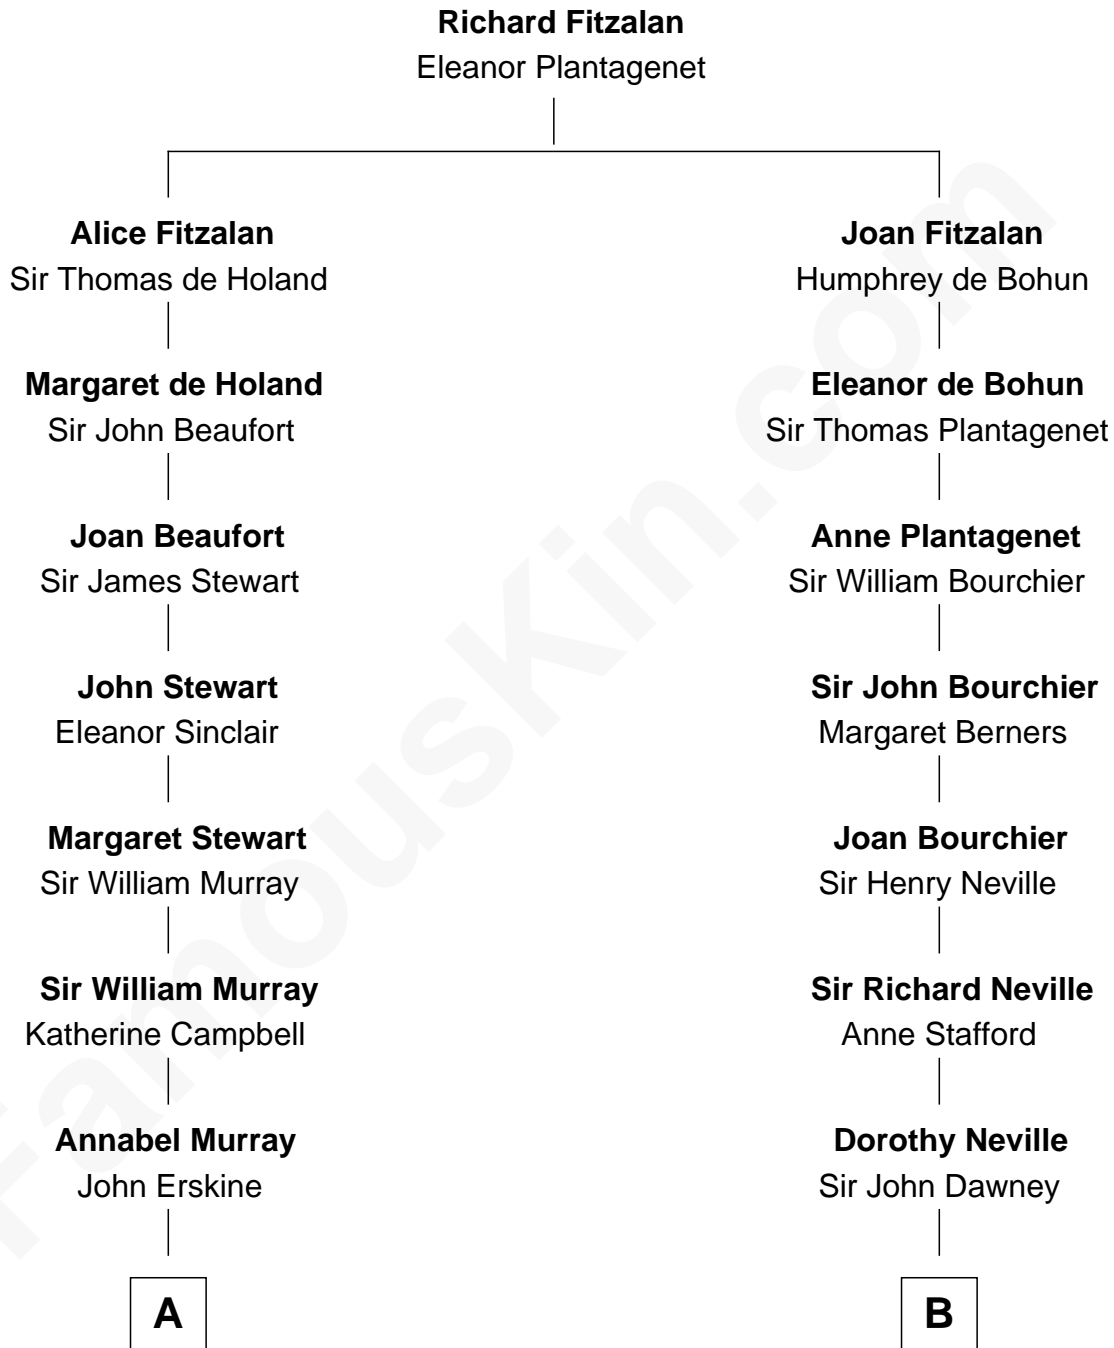 Richard Fitzalan
Eleanor Plantagenet
Alice Fitzalan
Sir Thomas de Holand
Joan Fitzalan
Humphrey de Bohun
Margaret de Holand
Sir John Beaufort
Eleanor de Bohun
Sir Thomas Plantagenet
Joan Beaufort
Sir James Stewart
Anne Plantagenet
Sir William Bourchier
John Stewart
Eleanor Sinclair
Sir John Bourchier
Margaret Berners
Margaret Stewart
Sir William Murray
Joan Bourchier
Sir Henry Neville
Sir William Murray
Katherine Campbell
Sir Richard Neville
Anne Stafford
Annabel Murray
John Erskine
Dorothy Neville
Sir John Dawney
A
B
FamousKin.com